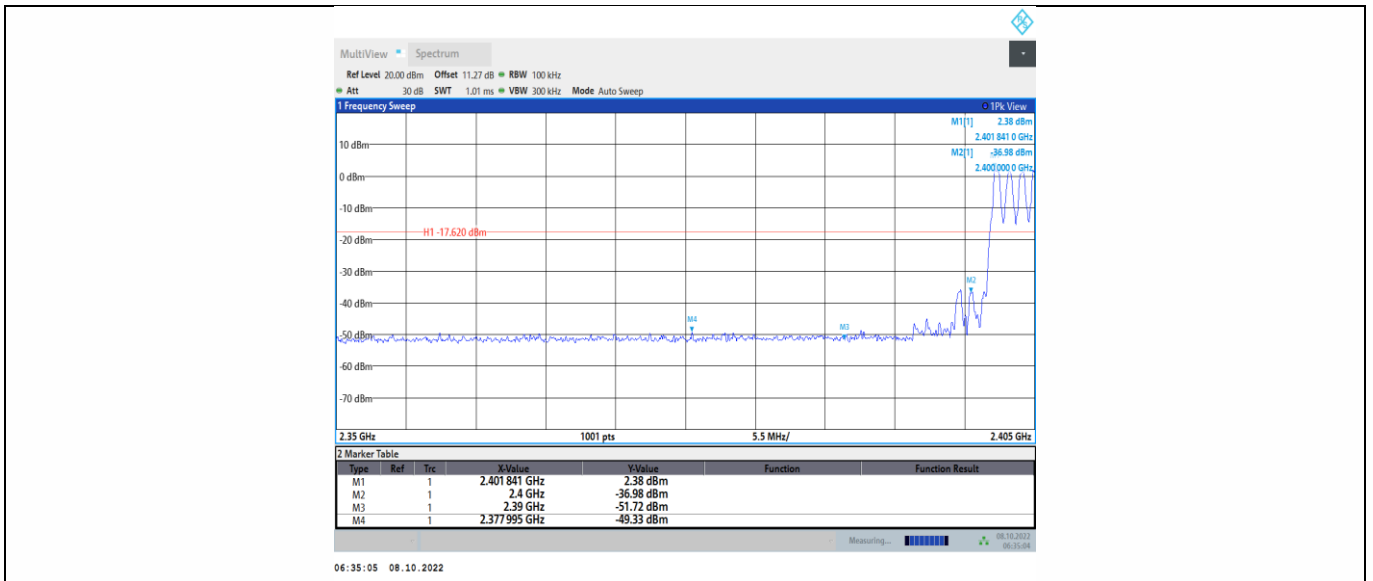 MultiView Spectrum
Ref Level 20.00 dBm Offset 11.27 dB RBW 100 kHz
Att 30 dB SWT 1.01 ms VBW 300 kHz Mode Auto Sweep
1 Frequency Sweep 1Pk View
M1[1] 2.38 dBm
2.401 841 0 GHz
10 dBm
M2[1] -36.98 dBm
2.400 000 0 GHz
0 dBm
-10 dBm
H1 -17.620 dBm
-20 dBm
-30 dBm
M2
-40 dBm
M4
M3
-50 dBm
-60 dBm
-70 dBm
2.35 GHz 1001 pts 5.5 MHz/ 2.405 GHz
2 Marker Table
Type Ref Trc X-Value Y-Value Function Function Result
M1 1 2.401 841 GHz 2.38 dBm
M2 1 2.4 GHz -36.98 dBm
M3 1 2.39 GHz -51.72 dBm
M4 1 2.377 995 GHz -49.33 dBm
Measuring... 08.10.2022
06:35:04
06:35:05 08.10.2022